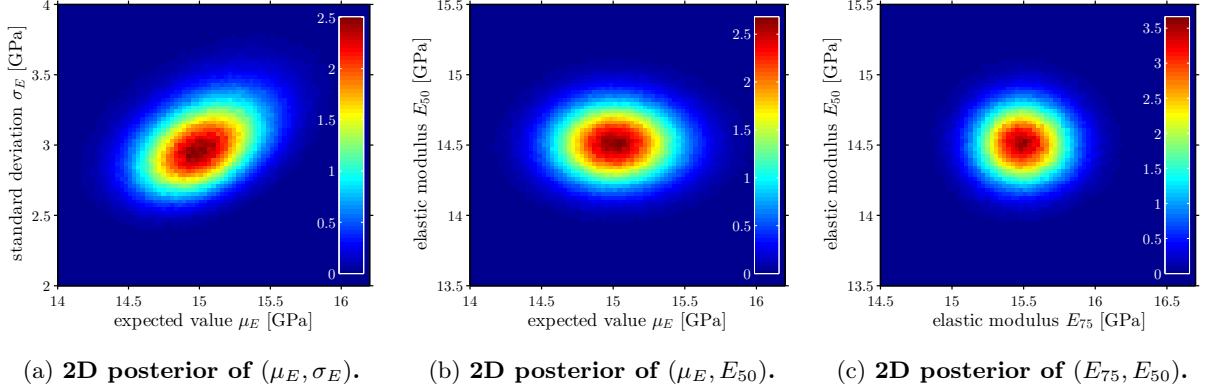 4
3.5
3
2.5
2
standard deviation σ_E [GPa]
14 14.5 15 15.5 16
expected value μ_E [GPa]
2.5
2
1.5
1
0.5
0
(a) 2D posterior of (μ_E, σ_E).
15.5
15
14.5
14
13.5
elastic modulus E_50 [GPa]
14 14.5 15 15.5 16
expected value μ_E [GPa]
2.5
2
1.5
1
0.5
0
(b) 2D posterior of (μ_E, E_50).
15.5
15
14.5
14
13.5
elastic modulus E_50 [GPa]
14.5 15 15.5 16 16.5
elastic modulus E_75 [GPa]
3.5
3
2.5
2
1.5
1
0.5
0
(c) 2D posterior of (E_75, E_50).